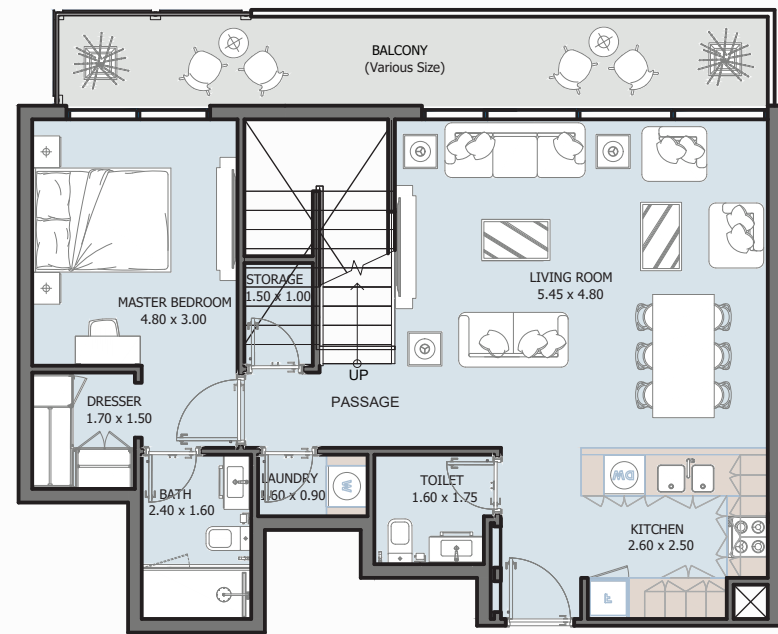 BALCONY
(Various Size)
STORAGE
1.50 x 1.00
LIVING ROOM
5.45 x 4.80
MASTER BEDROOM
4.80 x 3.00
UP
PASSAGE
DRESSER
1.70 x 1.50
LAUNDRY
1.60 x 0.90
W
TOILET
1.60 x 1.75
DW
BATH
2.40 x 1.60
KITCHEN
2.60 x 2.50
F